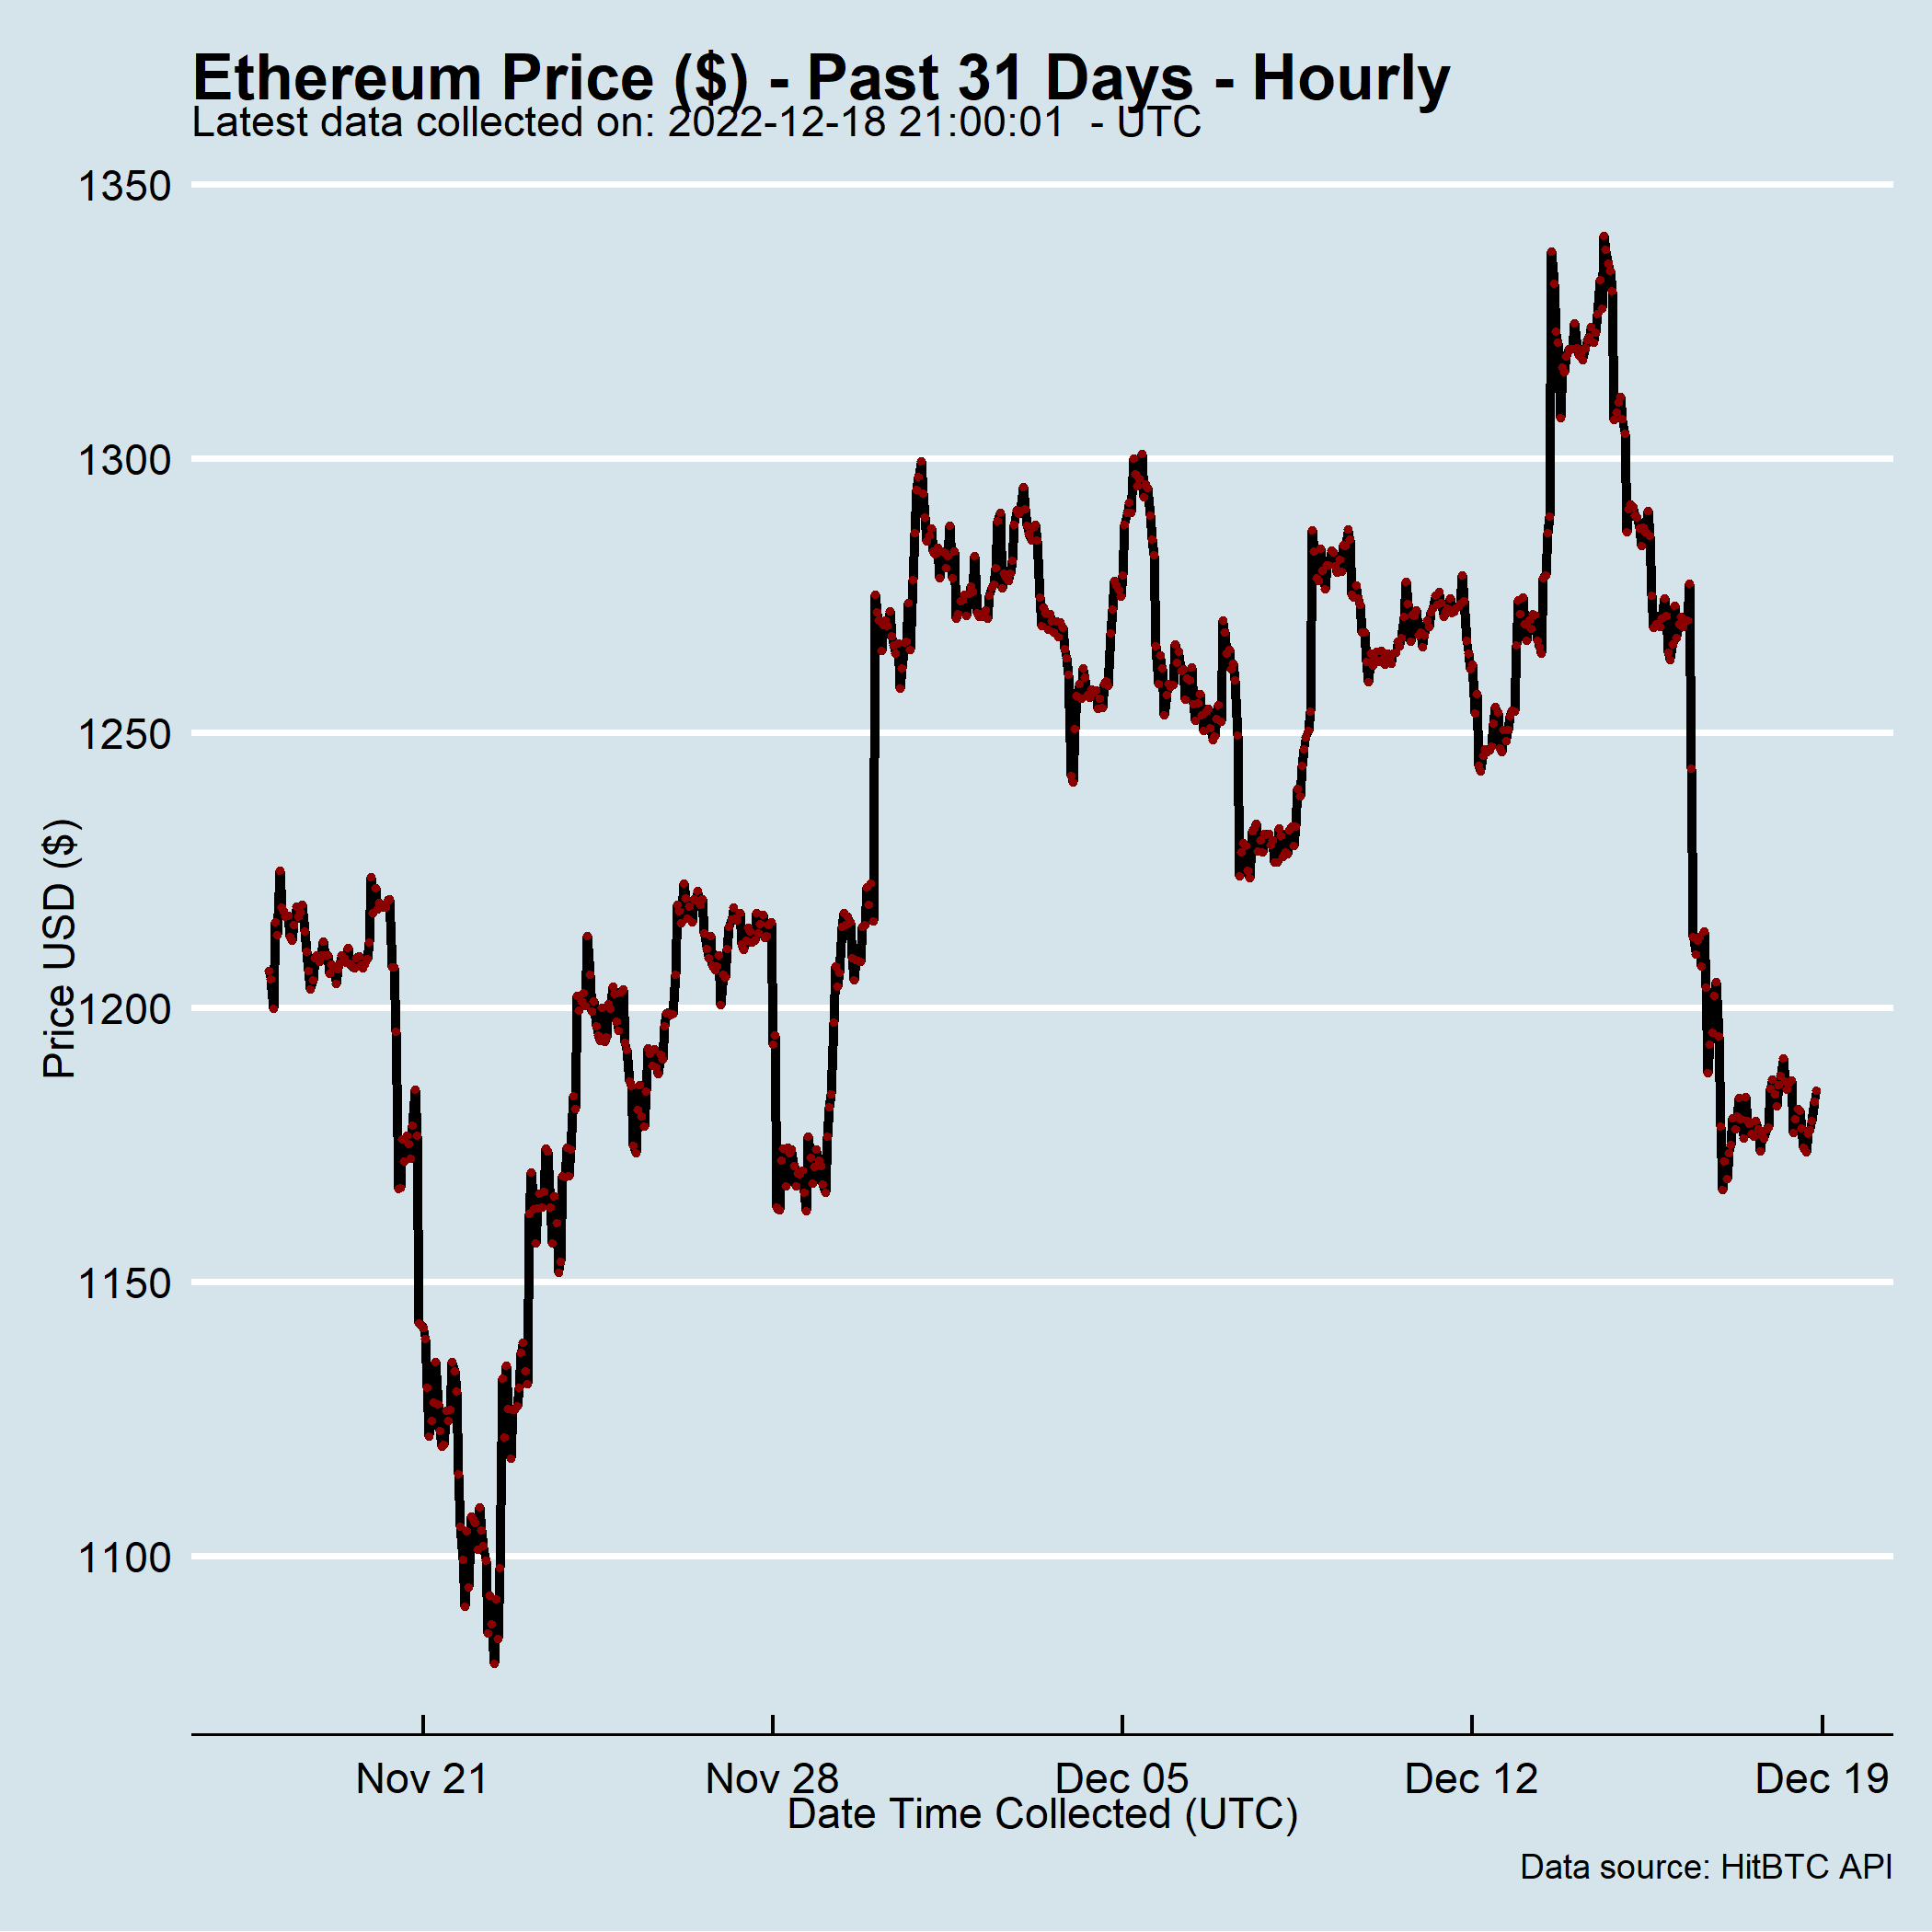 Ethereum Price ($) - Past 31 Days - Hourly
Latest data collected on: 2022-12-18 21:00:01  - UTC
1350
1300
1250
1200
1150
1100
Price USD ($)
Nov 21
Nov 28
Dec 05
Dec 12
Dec 19
Date Time Collected (UTC)
Data source: HitBTC API